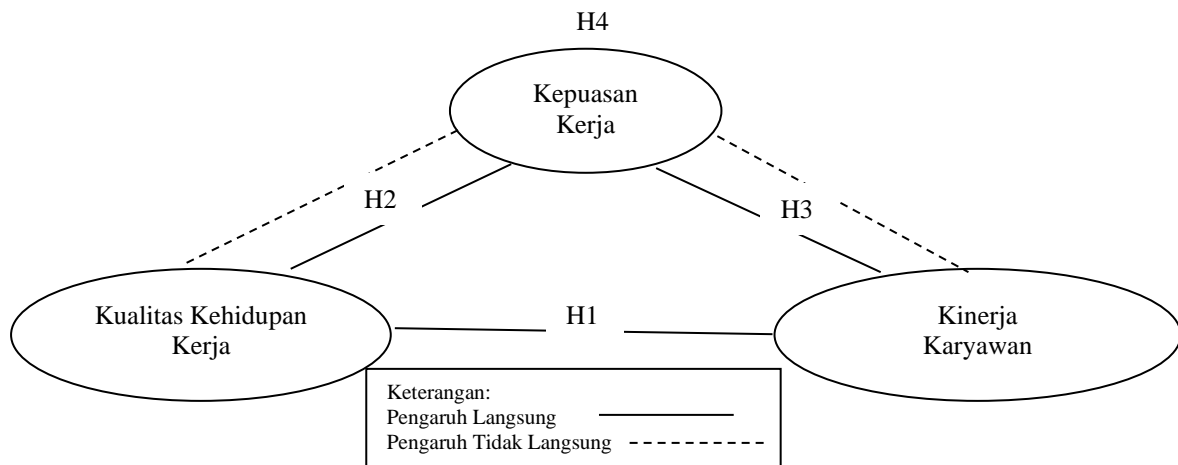 H4
Kepuasan
Kerja
H2
H3
Kualitas Kehidupan
Kerja
H1
Kinerja
Karyawan
Keterangan:
Pengaruh Langsung
Pengaruh Tidak Langsung